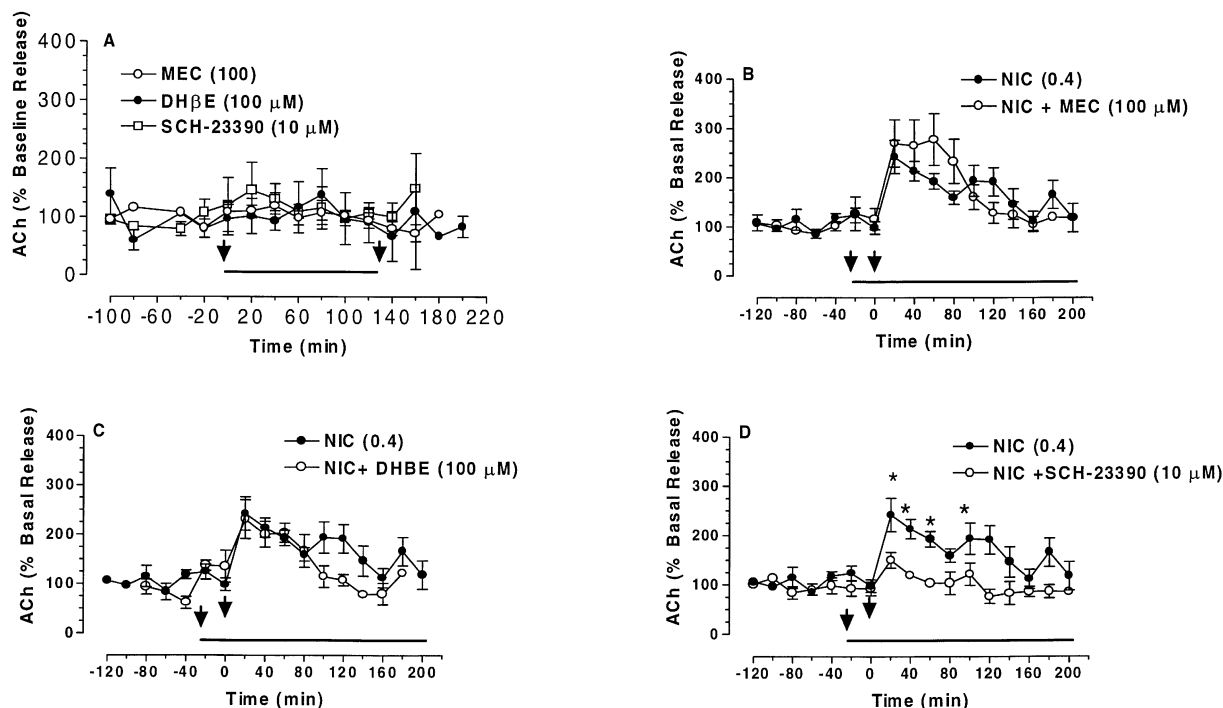 A
MEC (100)
DHβE (100 µM)
SCH-23390 (10 µM)
ACh (% Baseline Release)
400
300
200
100
0
-100 -60 -20 20 60 100 140 180 220
Time (min)
B
NIC (0.4)
NIC + MEC (100 µM)
ACh (% Basal Release)
400
300
200
100
0
-120 -80 -40 0 40 80 120 160 200
Time (min)
C
NIC (0.4)
NIC+ DHBE (100 µM)
ACh (% Basal Release)
400
300
200
100
0
-120 -80 -40 0 40 80 120 160 200
Time (min)
D
NIC (0.4)
NIC +SCH-23390 (10 µM)
ACh (% Basal Release)
400
300
200
100
0
* * * *
-120 -80 -40 0 40 80 120 160 200
Time (min)